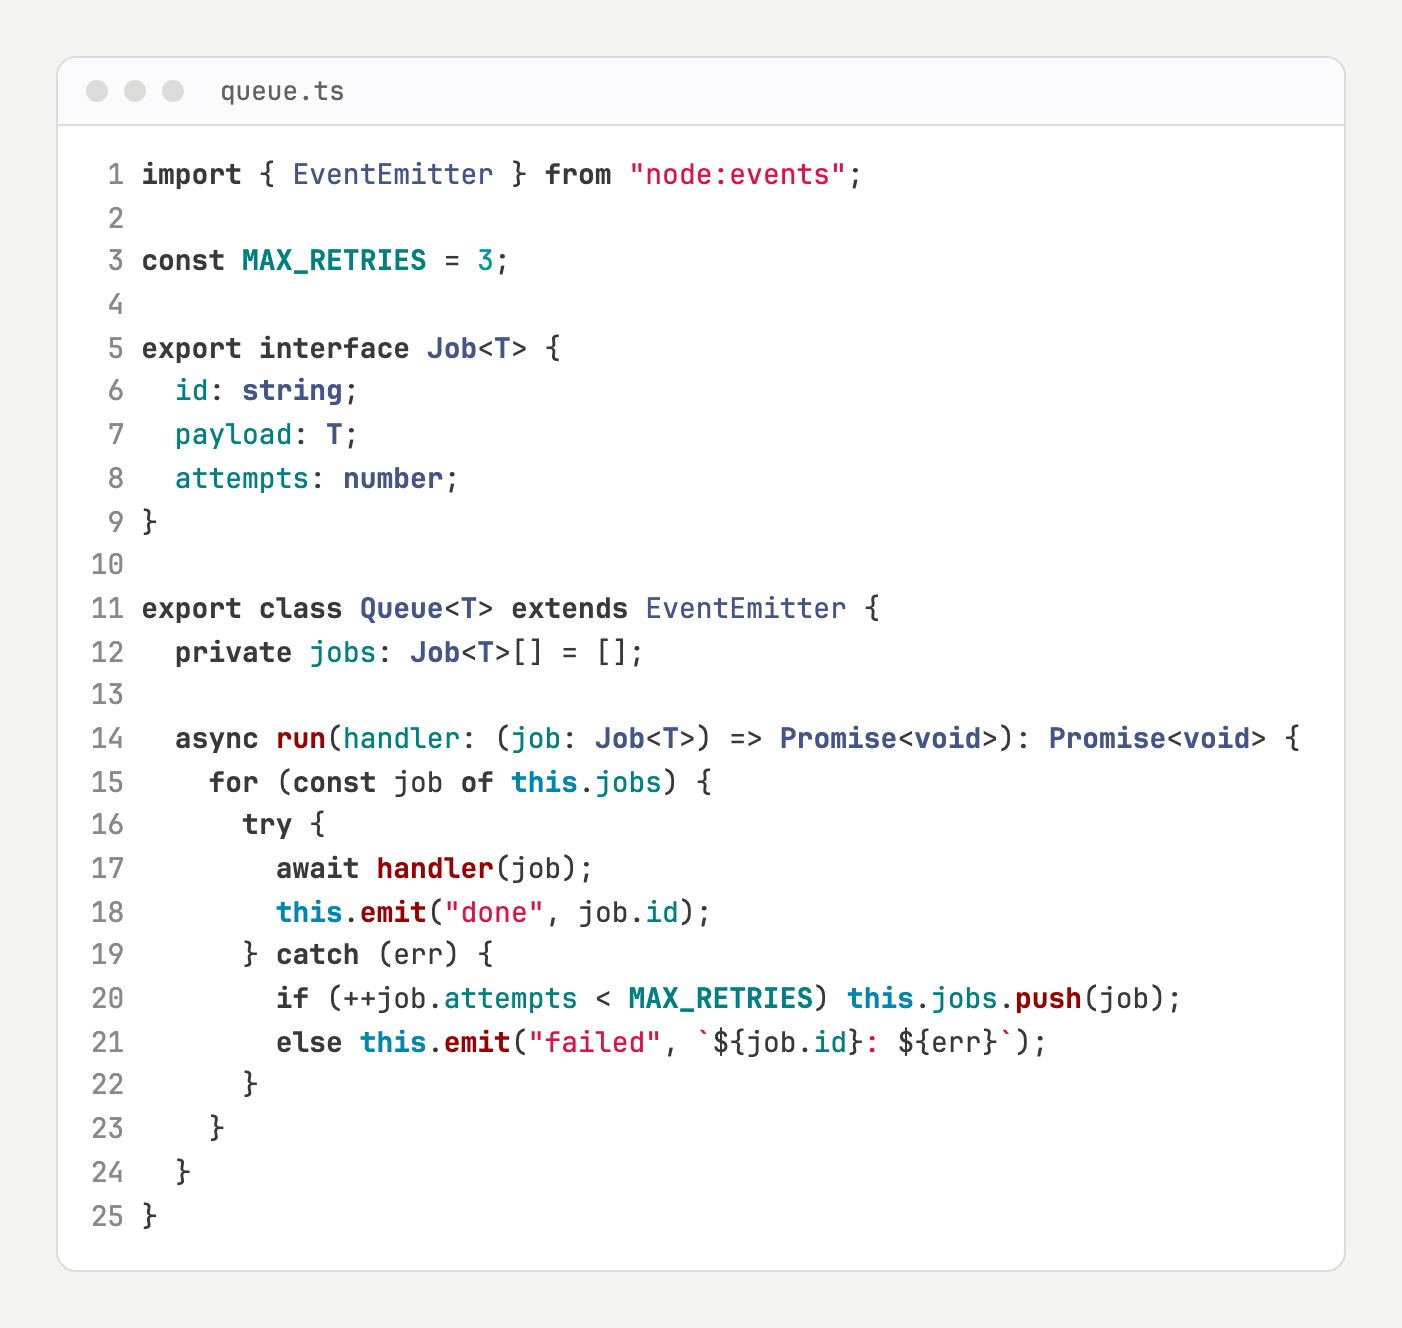 queue.ts
1 import { EventEmitter } from "node:events";
2
3 const MAX_RETRIES = 3;
4
5 export interface Job<T> {
6   id: string;
7   payload: T;
8   attempts: number;
9 }
10
11 export class Queue<T> extends EventEmitter {
12   private jobs: Job<T>[] = [];
13
14   async run(handler: (job: Job<T>) => Promise<void>): Promise<void> {
15     for (const job of this.jobs) {
16       try {
17         await handler(job);
18         this.emit("done", job.id);
19       } catch (err) {
20         if (++job.attempts < MAX_RETRIES) this.jobs.push(job);
21         else this.emit("failed", `${job.id}: ${err}`);
22       }
23     }
24   }
25 }